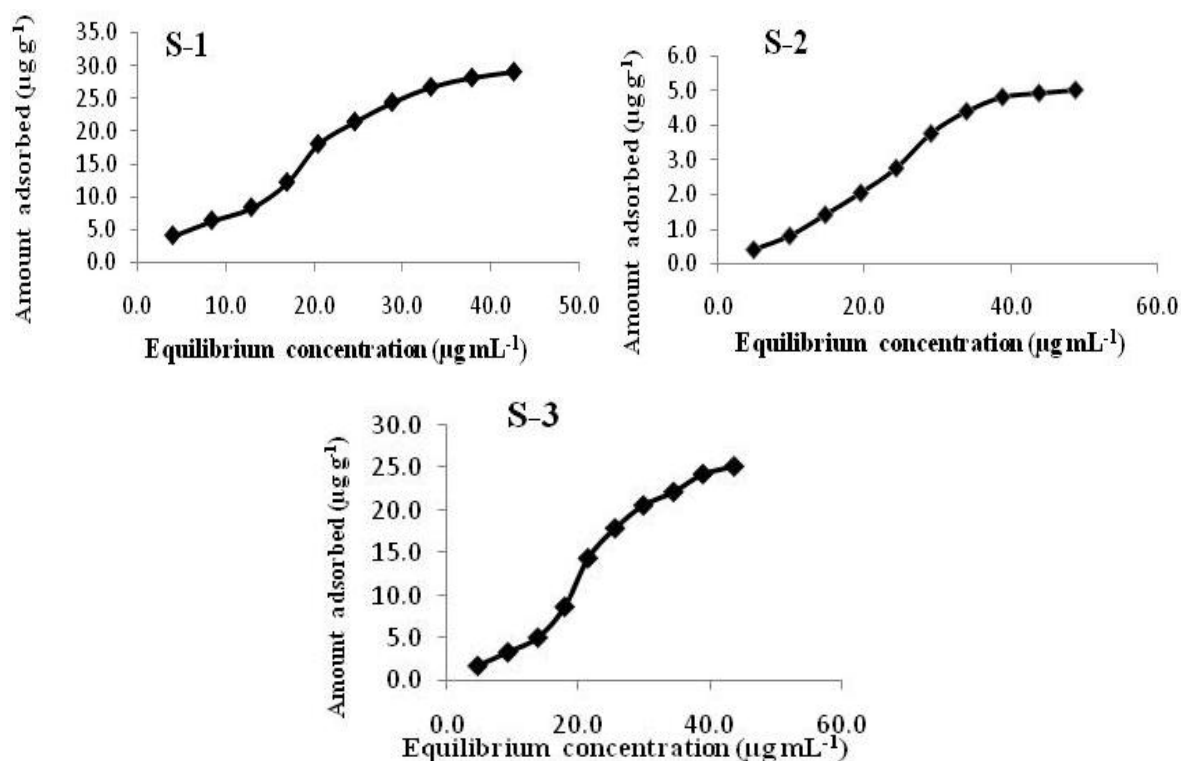 S-1
Amount adsorbed (µg g-1)
35.0
30.0
25.0
20.0
15.0
10.0
5.0
0.0
0.0 10.0 20.0 30.0 40.0 50.0
Equilibrium concentration (µg mL-1)
S-2
Amount adsorbed (µg g-1)
6.0
5.0
4.0
3.0
2.0
1.0
0.0
0.0 20.0 40.0 60.0
Equilibrium concentration (µg mL-1)
S-3
Amount adsorbed (µg g-1)
30.0
25.0
20.0
15.0
10.0
5.0
0.0
0.0 20.0 40.0 60.0
Equilibrium concentration (µg mL-1)